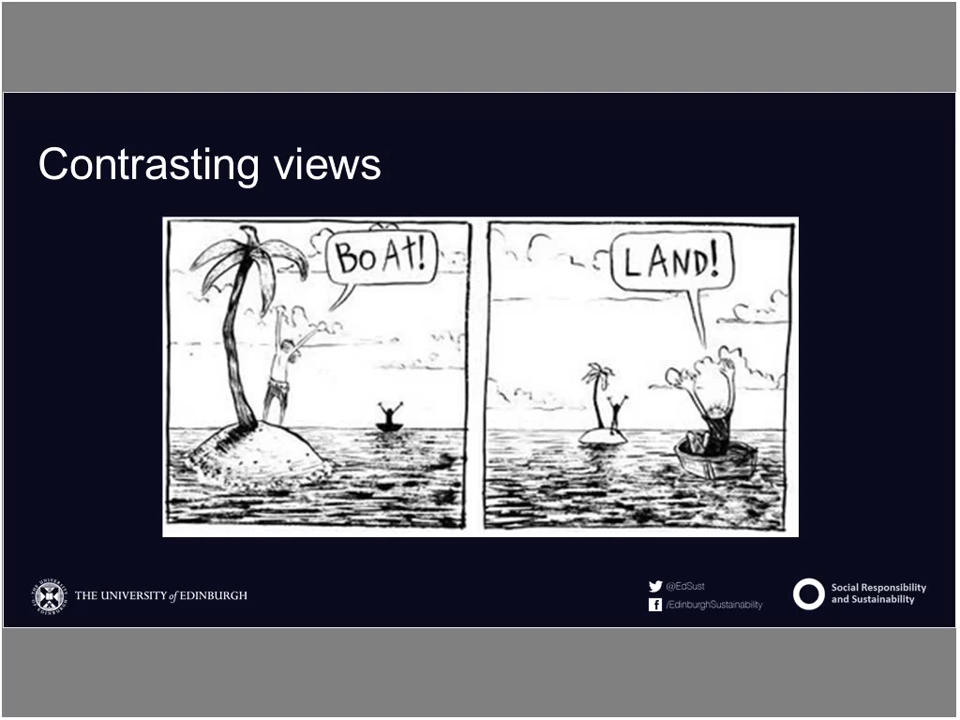 Contrasting views
BOAt!
LAND!
THE UNIVERSITY of EDINBURGH
@EdSust
/EdinburghSustainability
Social Responsibility
and Sustainability